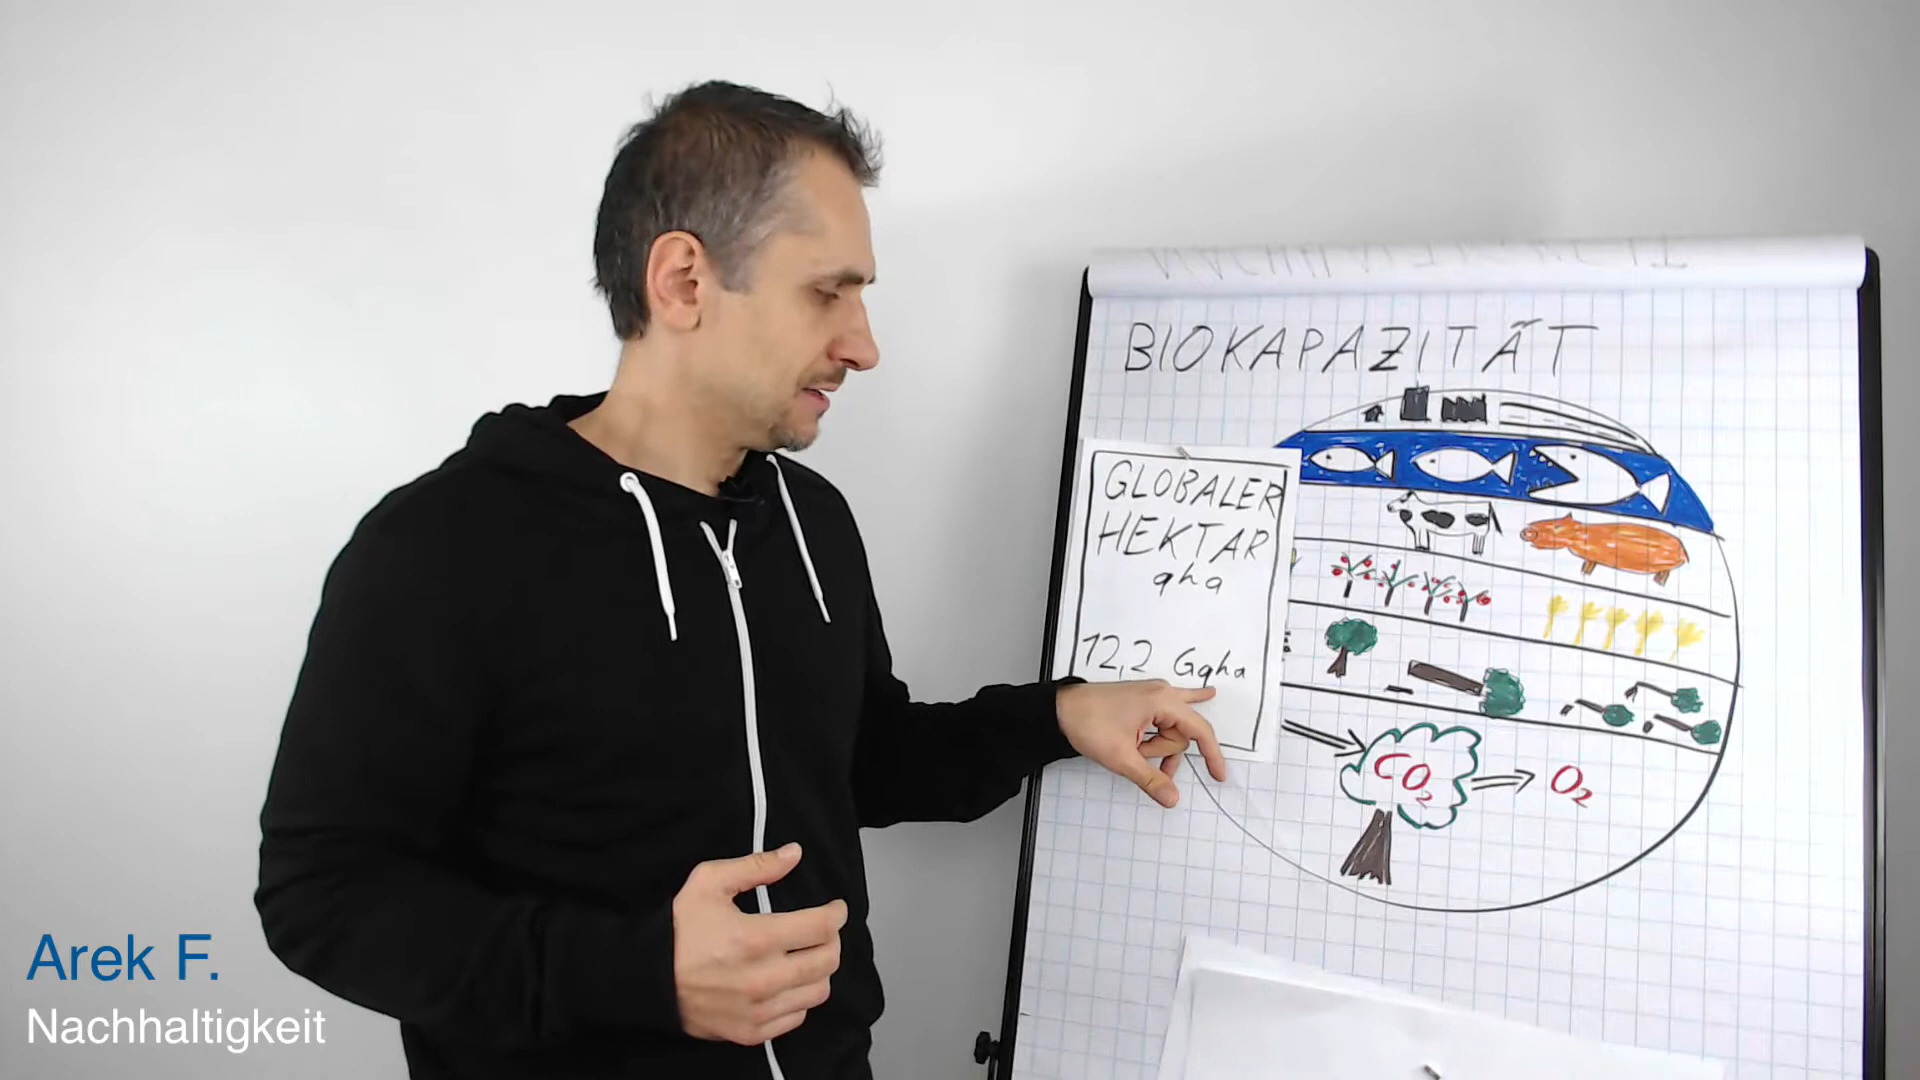 BIOKAPAZITÄT
GLOBALER
HEKTAR
gha
12,2 Ggha
CO₂
O₂
Arek F.
Nachhaltigkeit